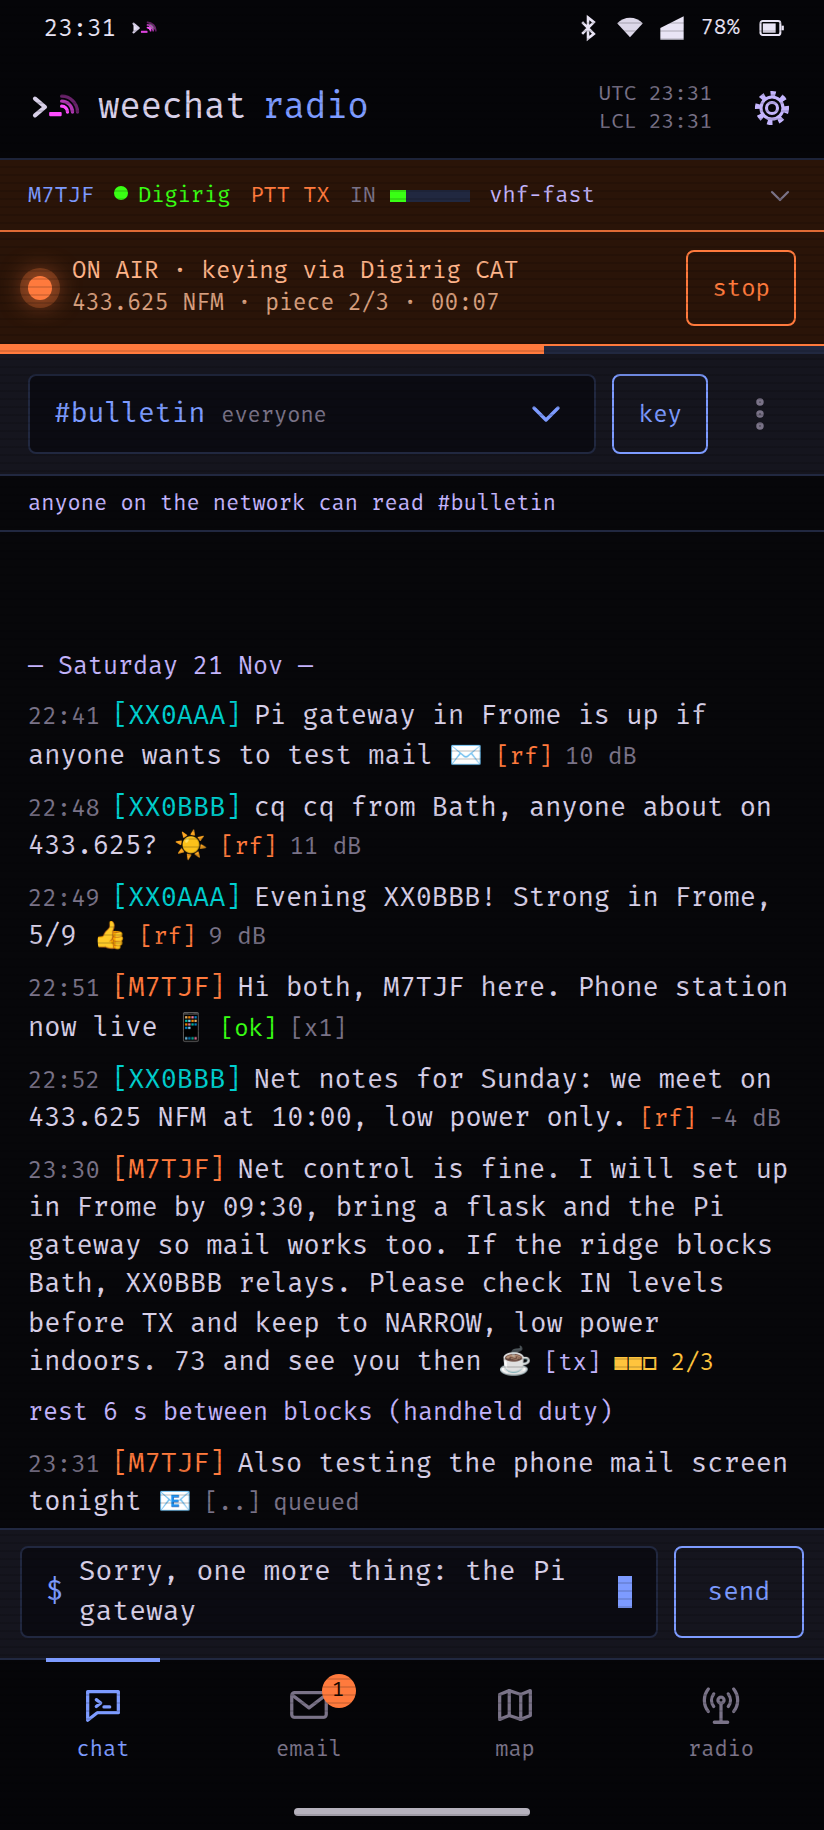 23:31 78%
weechat radio
UTC 23:31
LCL 23:31
M7TJF Digirig PTT TX IN vhf-fast
ON AIR · keying via Digirig CAT
433.625 NFM · piece 2/3 · 00:07
stop
#bulletin everyone
key
anyone on the network can read #bulletin
— Saturday 21 Nov —
22:41 [XX0AAA] Pi gateway in Frome is up if
anyone wants to test mail ✉️ [rf] 10 dB
22:48 [XX0BBB] cq cq from Bath, anyone about on
433.625? ☀️ [rf] 11 dB
22:49 [XX0AAA] Evening XX0BBB! Strong in Frome,
5/9 👍 [rf] 9 dB
22:51 [M7TJF] Hi both, M7TJF here. Phone station
now live 📱 [ok] [x1]
22:52 [XX0BBB] Net notes for Sunday: we meet on
433.625 NFM at 10:00, low power only. [rf] -4 dB
23:30 [M7TJF] Net control is fine. I will set up
in Frome by 09:30, bring a flask and the Pi
gateway so mail works too. If the ridge blocks
Bath, XX0BBB relays. Please check IN levels
before TX and keep to NARROW, low power
indoors. 73 and see you then ☕ [tx] 2/3
rest 6 s between blocks (handheld duty)
23:31 [M7TJF] Also testing the phone mail screen
tonight 📧 [..] queued
$ Sorry, one more thing: the Pi
gateway
send
1
chat email map radio